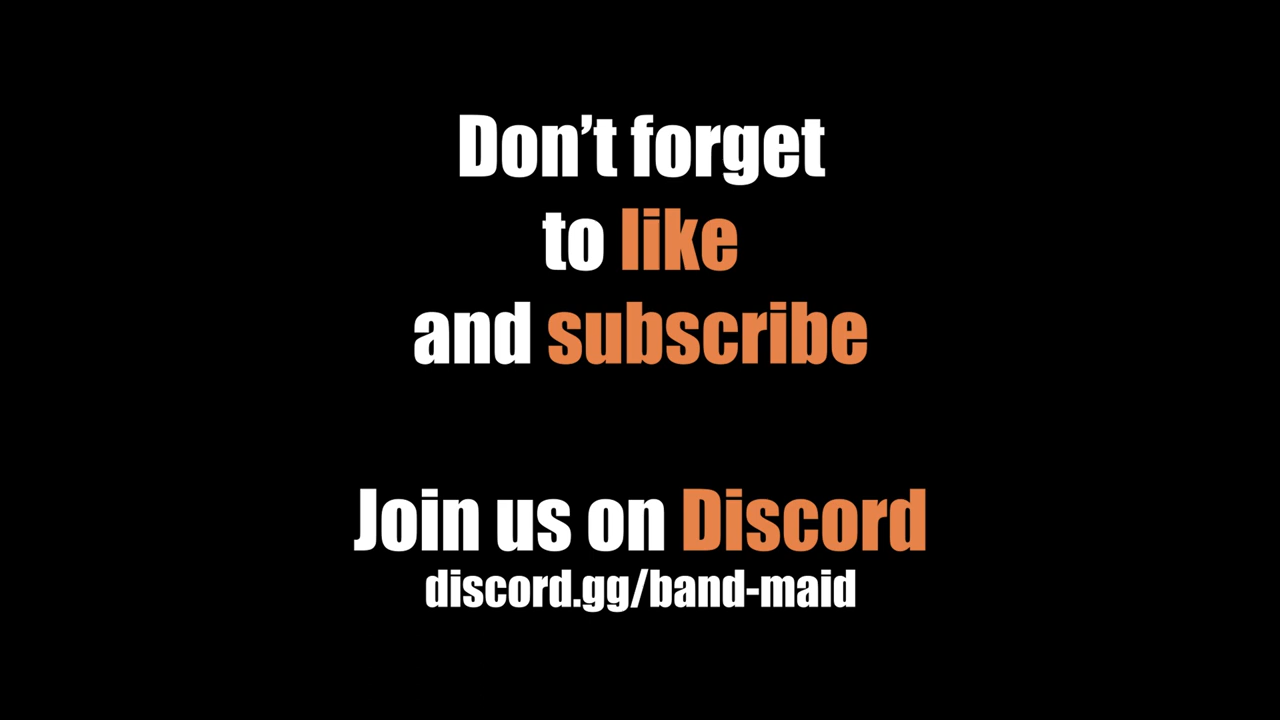 Don’t forget
to like
and subscribe
Join us on Discord
discord.gg/band-maid